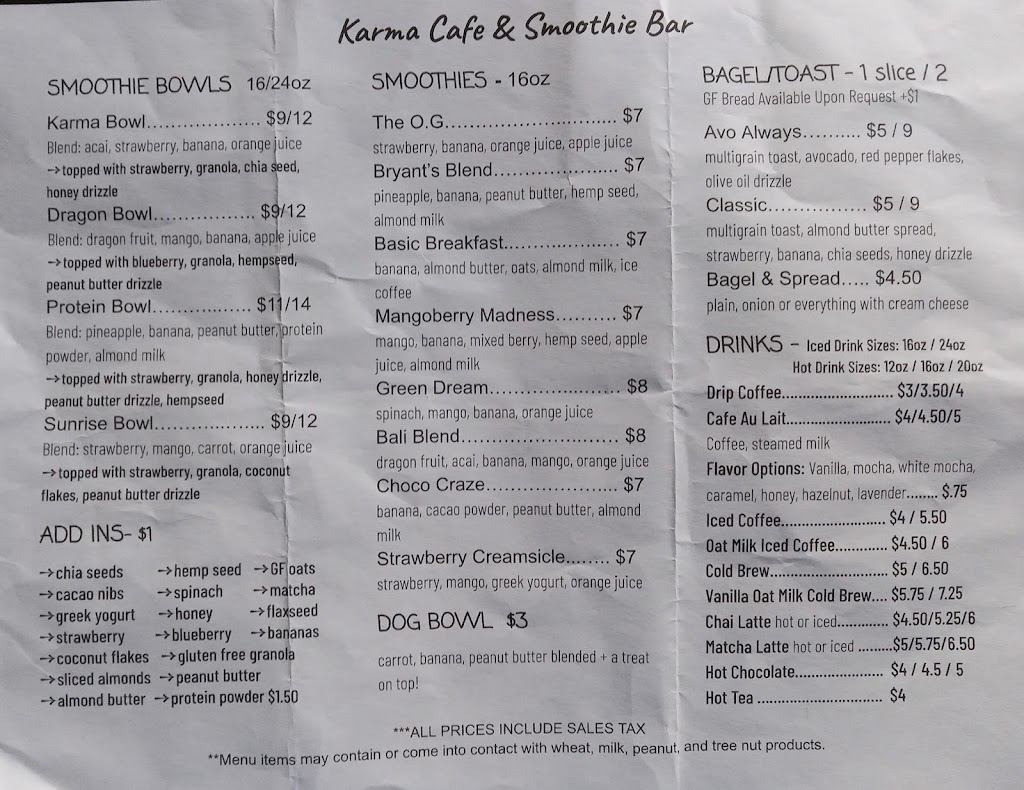 Karma Cafe & Smoothie Bar
SMOOTHIE BOWLS 16/24oz
Karma Bowl.................. $9/12
Blend: acai, strawberry, banana, orange juice
->topped with strawberry, granola, chia seed,
honey drizzle
Dragon Bowl................. $9/12
Blend: dragon fruit, mango, banana, apple juice
->topped with blueberry, granola, hempseed,
peanut butter drizzle
Protein Bowl................. $11/14
Blend: pineapple, banana, peanut butter, protein
powder, almond milk
->topped with strawberry, granola, honey drizzle,
peanut butter drizzle, hempseed
Sunrise Bowl................... $9/12
Blend: strawberry, mango, carrot, orange juice
->topped with strawberry, granola, coconut
flakes, peanut butter drizzle
ADD INS- $1
->chia seeds ->hemp seed ->GF oats
->cacao nibs ->spinach ->matcha
->greek yogurt ->honey ->flaxseed
->strawberry ->blueberry ->bananas
->coconut flakes ->gluten free granola
->sliced almonds ->peanut butter
->almond butter ->protein powder $1.50
SMOOTHIES - 16oz
The O.G............................. $7
strawberry, banana, orange juice, apple juice
Bryant's Blend..................... $7
pineapple, banana, peanut butter, hemp seed,
almond milk
Basic Breakfast.................... $7
banana, almond butter, oats, almond milk, ice
coffee
Mangoberry Madness.......... $7
mango, banana, mixed berry, hemp seed, apple
juice, almond milk
Green Dream...................... $8
spinach, mango, banana, orange juice
Bali Blend........................... $8
dragon fruit, acai, banana, mango, orange juice
Choco Craze...................... $7
banana, cacao powder, peanut butter, almond
milk
Strawberry Creamsicle........ $7
strawberry, mango, greek yogurt, orange juice
DOG BOWL $3
carrot, banana, peanut butter blended + a treat
on top!
BAGEL/TOAST - 1 slice / 2
GF Bread Available Upon Request +$1
Avo Always.......... $5 / 9
multigrain toast, avocado, red pepper flakes,
olive oil drizzle
Classic................. $5 / 9
multigrain toast, almond butter spread,
strawberry, banana, chia seeds, honey drizzle
Bagel & Spread..... $4.50
plain, onion or everything with cream cheese
DRINKS - Iced Drink Sizes: 16oz / 24oz
Hot Drink Sizes: 12oz / 16oz / 20oz
Drip Coffee............................ $3/3.50/4
Cafe Au Lait.......................... $4/4.50/5
Coffee, steamed milk
Flavor Options: Vanilla, mocha, white mocha,
caramel, honey, hazelnut, lavender........ $.75
Iced Coffee.......................... $4 / 5.50
Oat Milk Iced Coffee............. $4.50 / 6
Cold Brew............................. $5 / 6.50
Vanilla Oat Milk Cold Brew.... $5.75 / 7.25
Chai Latte hot or iced.............$4.50/5.25/6
Matcha Latte hot or iced .........$5/5.75/6.50
Hot Chocolate...................... $4 / 4.5 / 5
Hot Tea ............................... $4
***ALL PRICES INCLUDE SALES TAX
**Menu items may contain or come into contact with wheat, milk, peanut, and tree nut products.